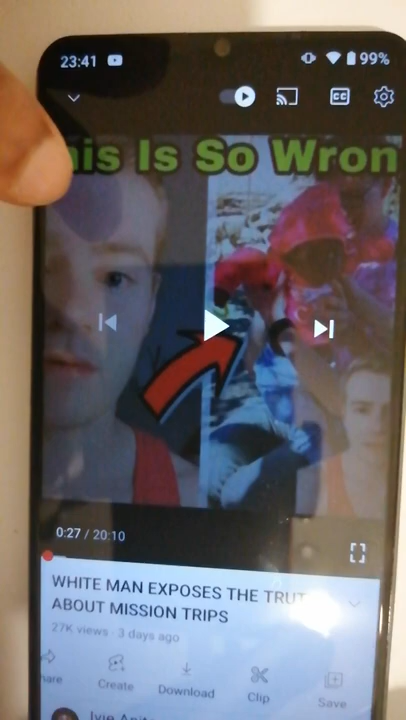 23:41
99%
CC
his Is So Wron
0:27 / 20:10
WHITE MAN EXPOSES THE TRUT
ABOUT MISSION TRIPS
27K views · 3 days ago
hare Create Download Clip Save
Ivie